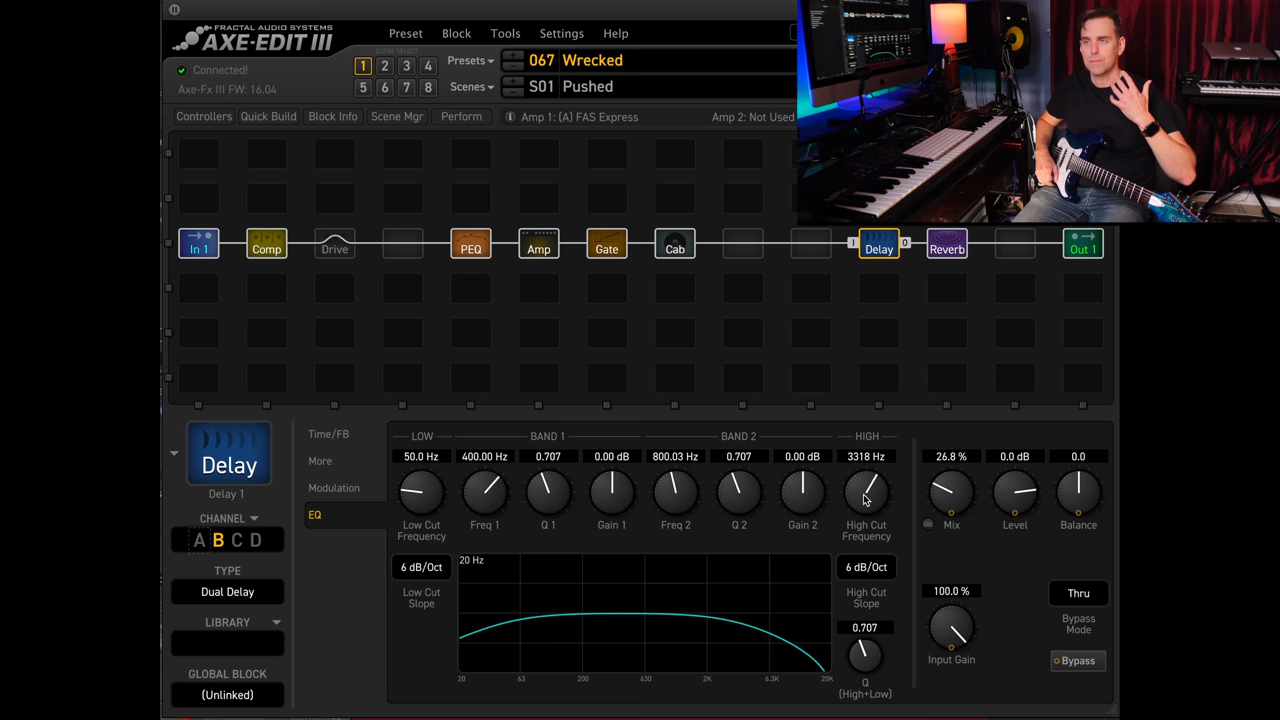 FRACTAL AUDIO SYSTEMS
AXE-EDIT III
Preset Block Tools Settings Help
SCENE SELECT
1 2 3 4
5 6 7 8
Presets 067 Wrecked
Scenes S01 Pushed
Connected!
Axe-Fx III FW: 16.04
Controllers Quick Build Block Info Scene Mgr Perform
Amp 1: (A) FAS Express Amp 2: Not Used
In 1 Comp Drive PEQ Amp Gate Cab I Delay O Reverb Out 1
Delay
Delay 1
CHANNEL
A B C D
TYPE
Dual Delay
LIBRARY
GLOBAL BLOCK
(Unlinked)
Time/FB
More
Modulation
EQ
LOW BAND 1 BAND 2 HIGH
50.0 Hz 400.00 Hz 0.707 0.00 dB 800.03 Hz 0.707 0.00 dB 3318 Hz 26.8 % 0.0 dB 0.0
Low Cut Frequency Freq 1 Q 1 Gain 1 Freq 2 Q 2 Gain 2 High Cut Frequency Mix Level Balance
6 dB/Oct
Low Cut
Slope
20 Hz
20 63 200 630 2K 6.3K 20K
6 dB/Oct
High Cut
Slope
0.707
Q
(High+Low)
100.0 %
Input Gain
Thru
Bypass
Mode
Bypass